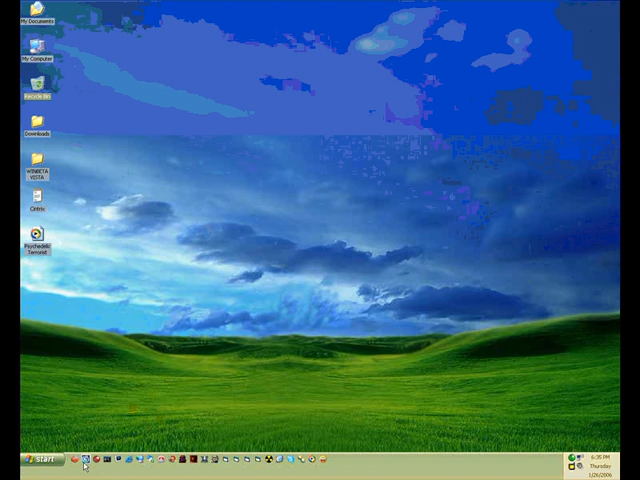 My Documents
My Computer
Recycle Bin
Downloads
WINBETA
VISTA
Psychedelic
Terrorist
start
6:35 PM
Thursday
1/26/2006